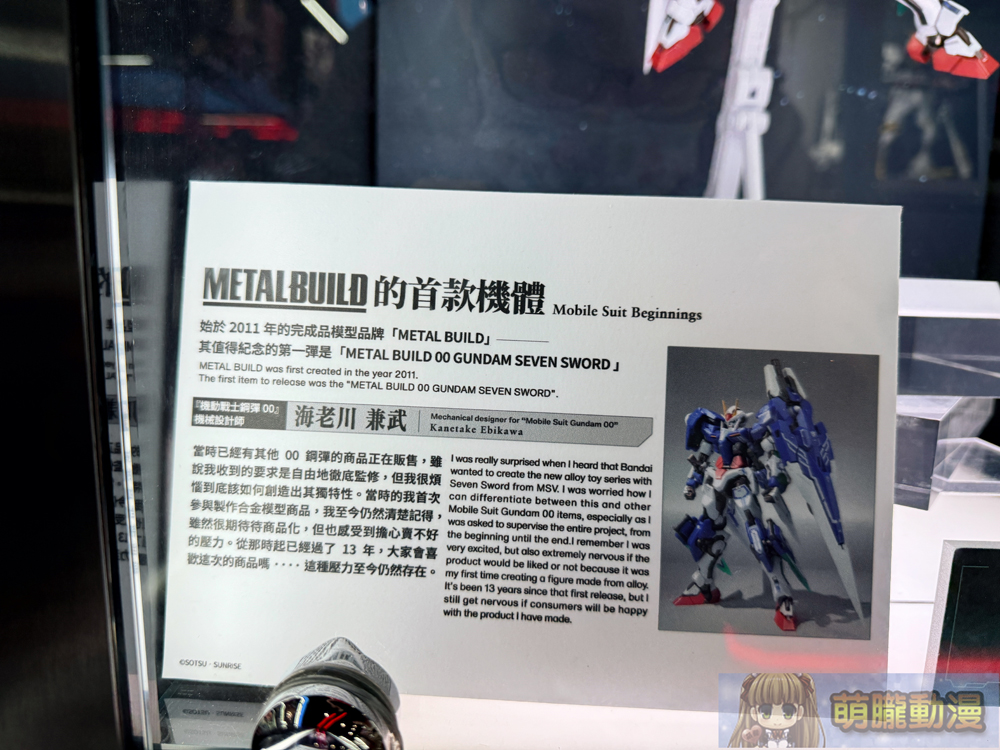 METAL BUILD 的首款機體 Mobile Suit Beginnings
始於 2011 年的完成品模型品牌「METAL BUILD」———
其值得紀念的第一彈是「METAL BUILD 00 GUNDAM SEVEN SWORD」
METAL BUILD was first created in the year 2011.
The first item to release was the "METAL BUILD 00 GUNDAM SEVEN SWORD".
『機動戰士鋼彈 00』
機械設計師
海老川 兼武
Mechanical designer for "Mobile Suit Gundam 00"
Kanetake Ebikawa
當時已經有其他 00 鋼彈的商品正在販售,雖
說我收到的要求是自由地徹底監修,但我很煩
惱到底該如何創造出其獨特性。當時的我首次
參與製作合金模型商品,我至今仍然清楚記得,
雖然很期待待商品化,但也感受到擔心賣不好
的壓力。從那時起已經過了 13 年,大家會喜
歡這次的商品嗎‥‥這種壓力至今仍然存在。
I was really surprised when I heard that Bandai
wanted to create the new alloy toy series with
Seven Sword from MSV. I was worried how I
can differentiate between this and other
Mobile Suit Gundam 00 items, especially as I
was asked to supervise the entire project, from
the beginning until the end.I remember I was
very excited, but also extremely nervous if the
product would be liked or not because it was
my first time creating a figure made from alloy.
It's been 13 years since that first release, but I
still get nervous if consumers will be happy
with the product I have made.
©SOTSU・SUNRISE
萌朧動漫